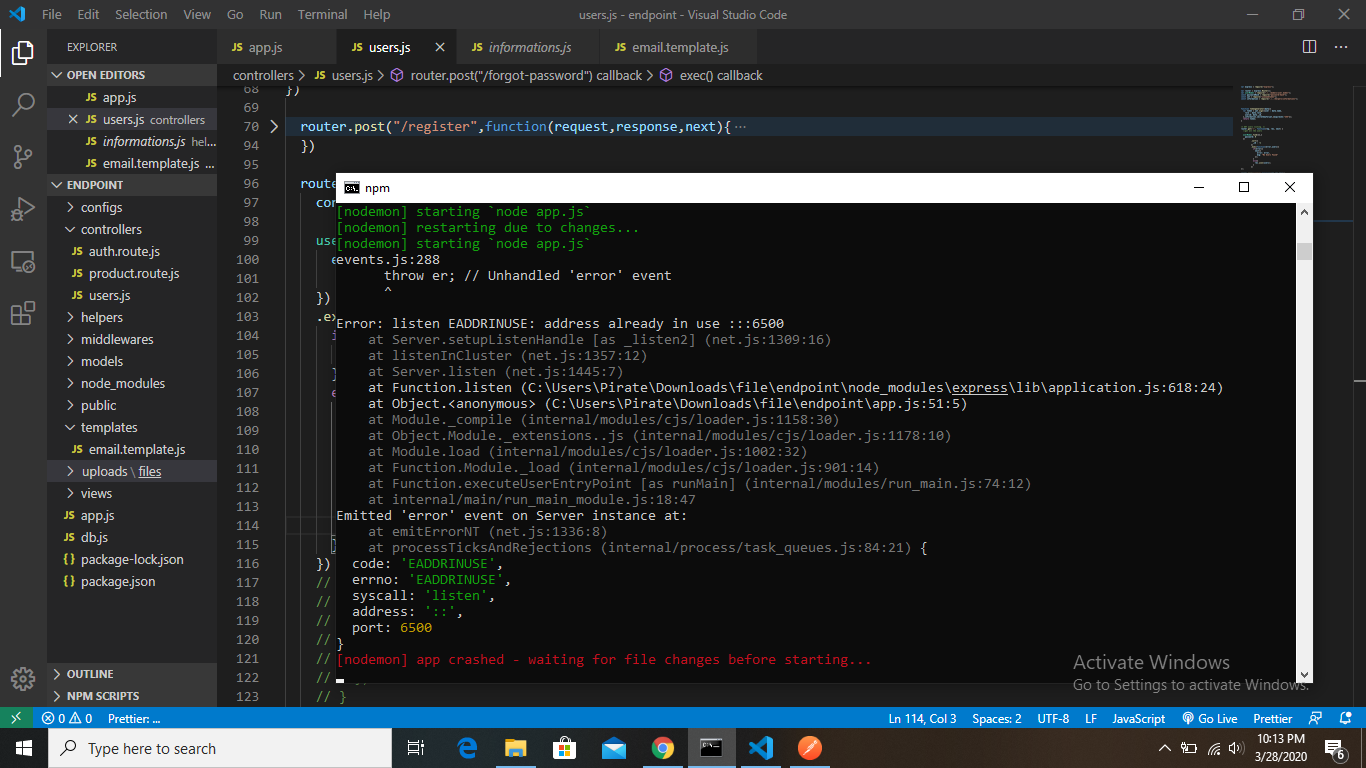 File Edit Selection View Go Run Terminal Help
users.js - endpoint - Visual Studio Code
EXPLORER
OPEN EDITORS
JS app.js
JS users.js controllers
JS informations.js hel...
JS email.template.js ...
ENDPOINT
configs
controllers
JS auth.route.js
JS product.route.js
JS users.js
helpers
middlewares
models
node_modules
public
templates
JS email.template.js
uploads \ files
views
JS app.js
JS db.js
{} package-lock.json
{} package.json
OUTLINE
NPM SCRIPTS
JS app.js
JS users.js
JS informations.js
JS email.template.js
controllers > JS users.js > router.post("/forgot-password") callback > exec() callback
68 })
69
70 router.post("/register",function(request,response,next){ ...
94 })
95
96 route
97 con
98
99 use
100 e
101
102 })
103 .ex
104 i
105
106 }
107 e
108
109
110
111
112
113
114
115 }
116 })
117 //
118 //
119 //
120 //
121 //
122 //
123 // }
npm
[nodemon] starting `node app.js`
[nodemon] restarting due to changes...
[nodemon] starting `node app.js`
events.js:288
throw er; // Unhandled 'error' event
^
Error: listen EADDRINUSE: address already in use :::6500
at Server.setupListenHandle [as _listen2] (net.js:1309:16)
at listenInCluster (net.js:1357:12)
at Server.listen (net.js:1445:7)
at Function.listen (C:\Users\Pirate\Downloads\file\endpoint\node_modules\express\lib\application.js:618:24)
at Object.<anonymous> (C:\Users\Pirate\Downloads\file\endpoint\app.js:51:5)
at Module._compile (internal/modules/cjs/loader.js:1158:30)
at Object.Module._extensions..js (internal/modules/cjs/loader.js:1178:10)
at Module.load (internal/modules/cjs/loader.js:1002:32)
at Function.Module._load (internal/modules/cjs/loader.js:901:14)
at Function.executeUserEntryPoint [as runMain] (internal/modules/run_main.js:74:12)
at internal/main/run_main_module.js:18:47
Emitted 'error' event on Server instance at:
at emitErrorNT (net.js:1336:8)
at processTicksAndRejections (internal/process/task_queues.js:84:21) {
code: 'EADDRINUSE',
errno: 'EADDRINUSE',
syscall: 'listen',
address: '::',
port: 6500
}
[nodemon] app crashed - waiting for file changes before starting...
Activate Windows
Go to Settings to activate Windows.
0 0 Prettier: ...
Ln 114, Col 3 Spaces: 2 UTF-8 LF JavaScript Go Live Prettier
Type here to search
10:13 PM
3/28/2020
6